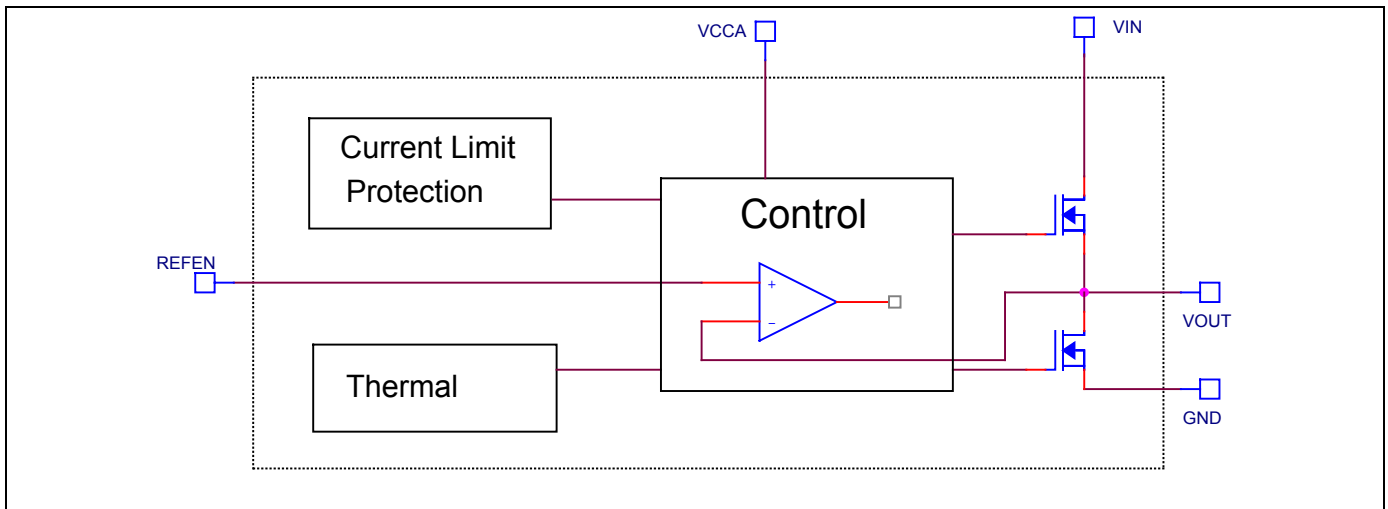 VCCA
VIN
Current Limit
Protection
Control
REFEN
+
−
VOUT
Thermal
GND